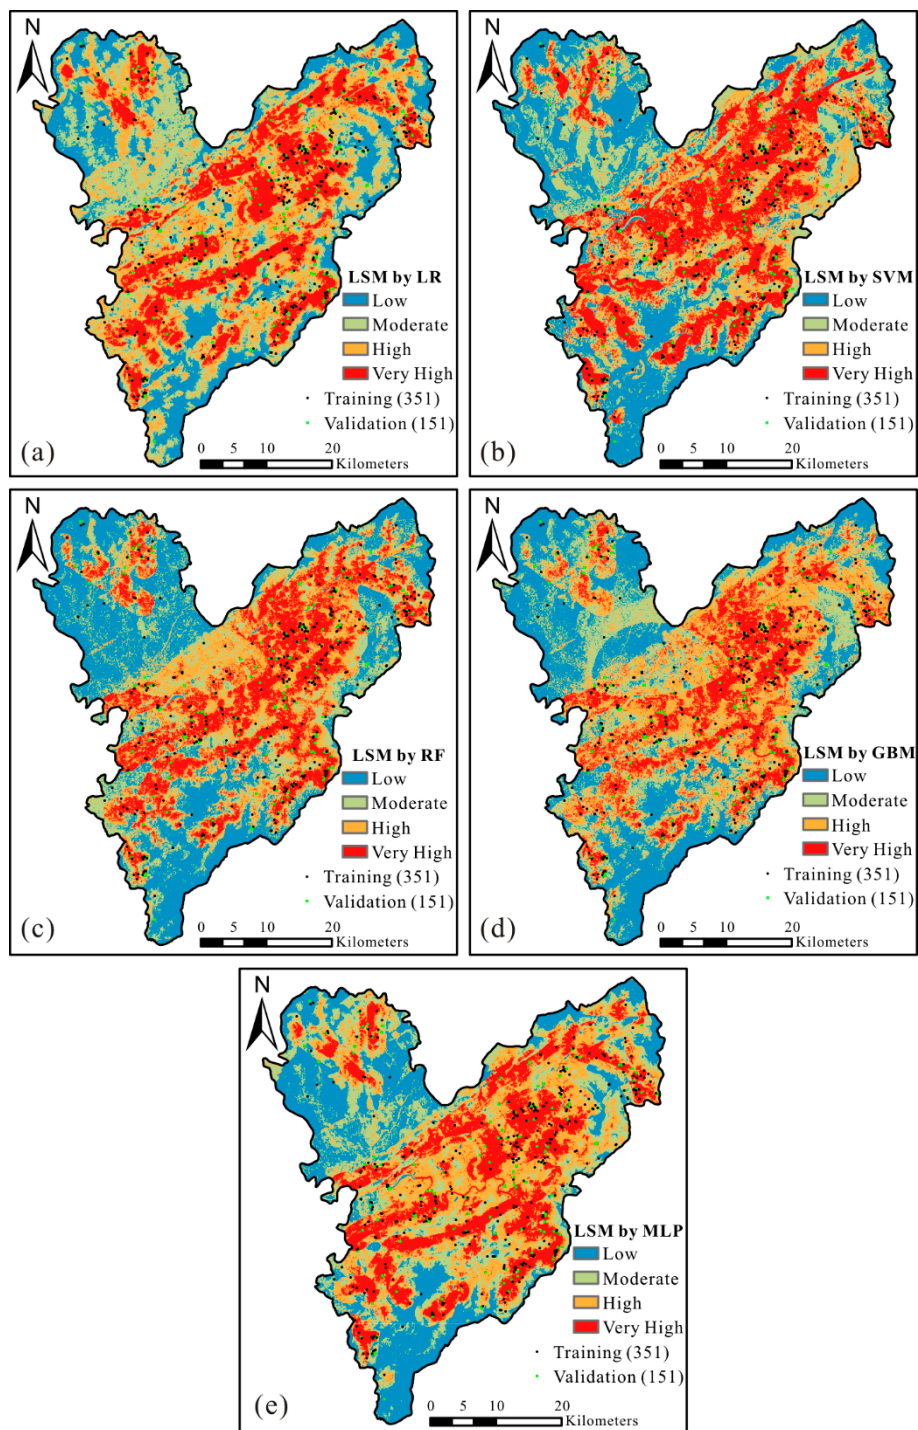 N
LSM by LR
Low
Moderate
High
Very High
Training (351)
Validation (151)
(a)
0 5 10 20
Kilometers
N
LSM by SVM
Low
Moderate
High
Very High
Training (351)
Validation (151)
(b)
0 5 10 20
Kilometers
N
LSM by RF
Low
Moderate
High
Very High
Training (351)
Validation (151)
(c)
0 5 10 20
Kilometers
N
LSM by GBM
Low
Moderate
High
Very High
Training (351)
Validation (151)
(d)
0 5 10 20
Kilometers
N
LSM by MLP
Low
Moderate
High
Very High
Training (351)
Validation (151)
(e)
0 5 10 20
Kilometers